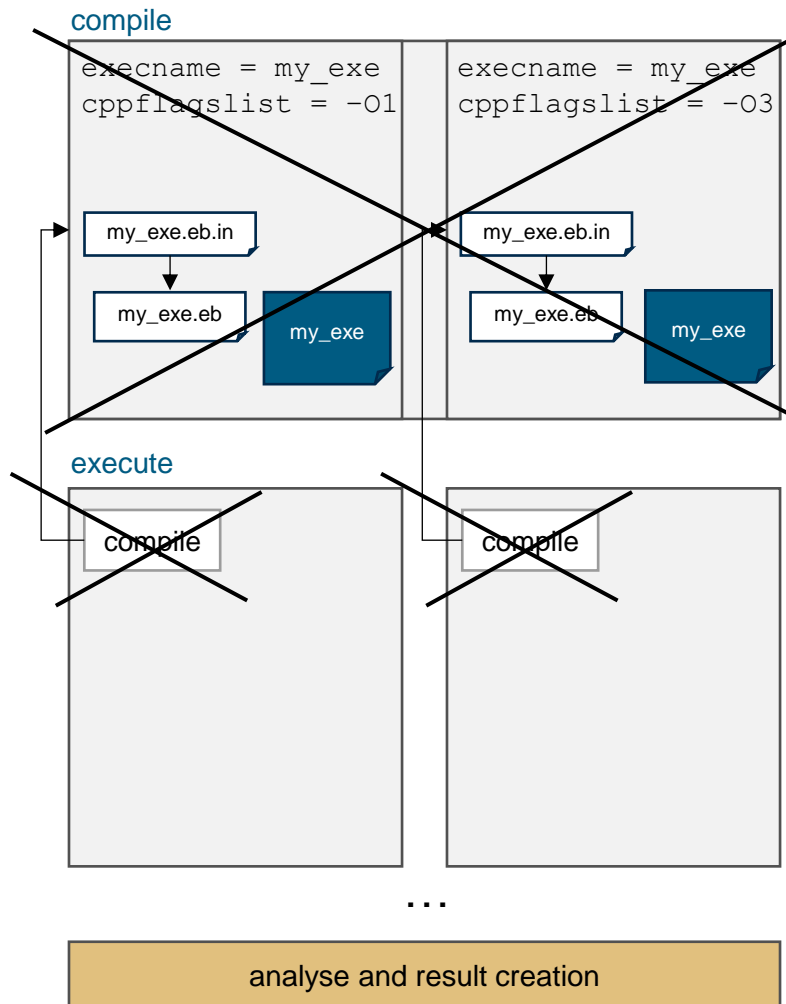 compile
execname = my_exe
cppflagslist = -O1
my_exe.eb.in
my_exe.eb
my_exe
execname = my_exe
cppflagslist = -O3
my_exe.eb.in
my_exe.eb
my_exe
execute
compile
compile
...
analyse and result creation